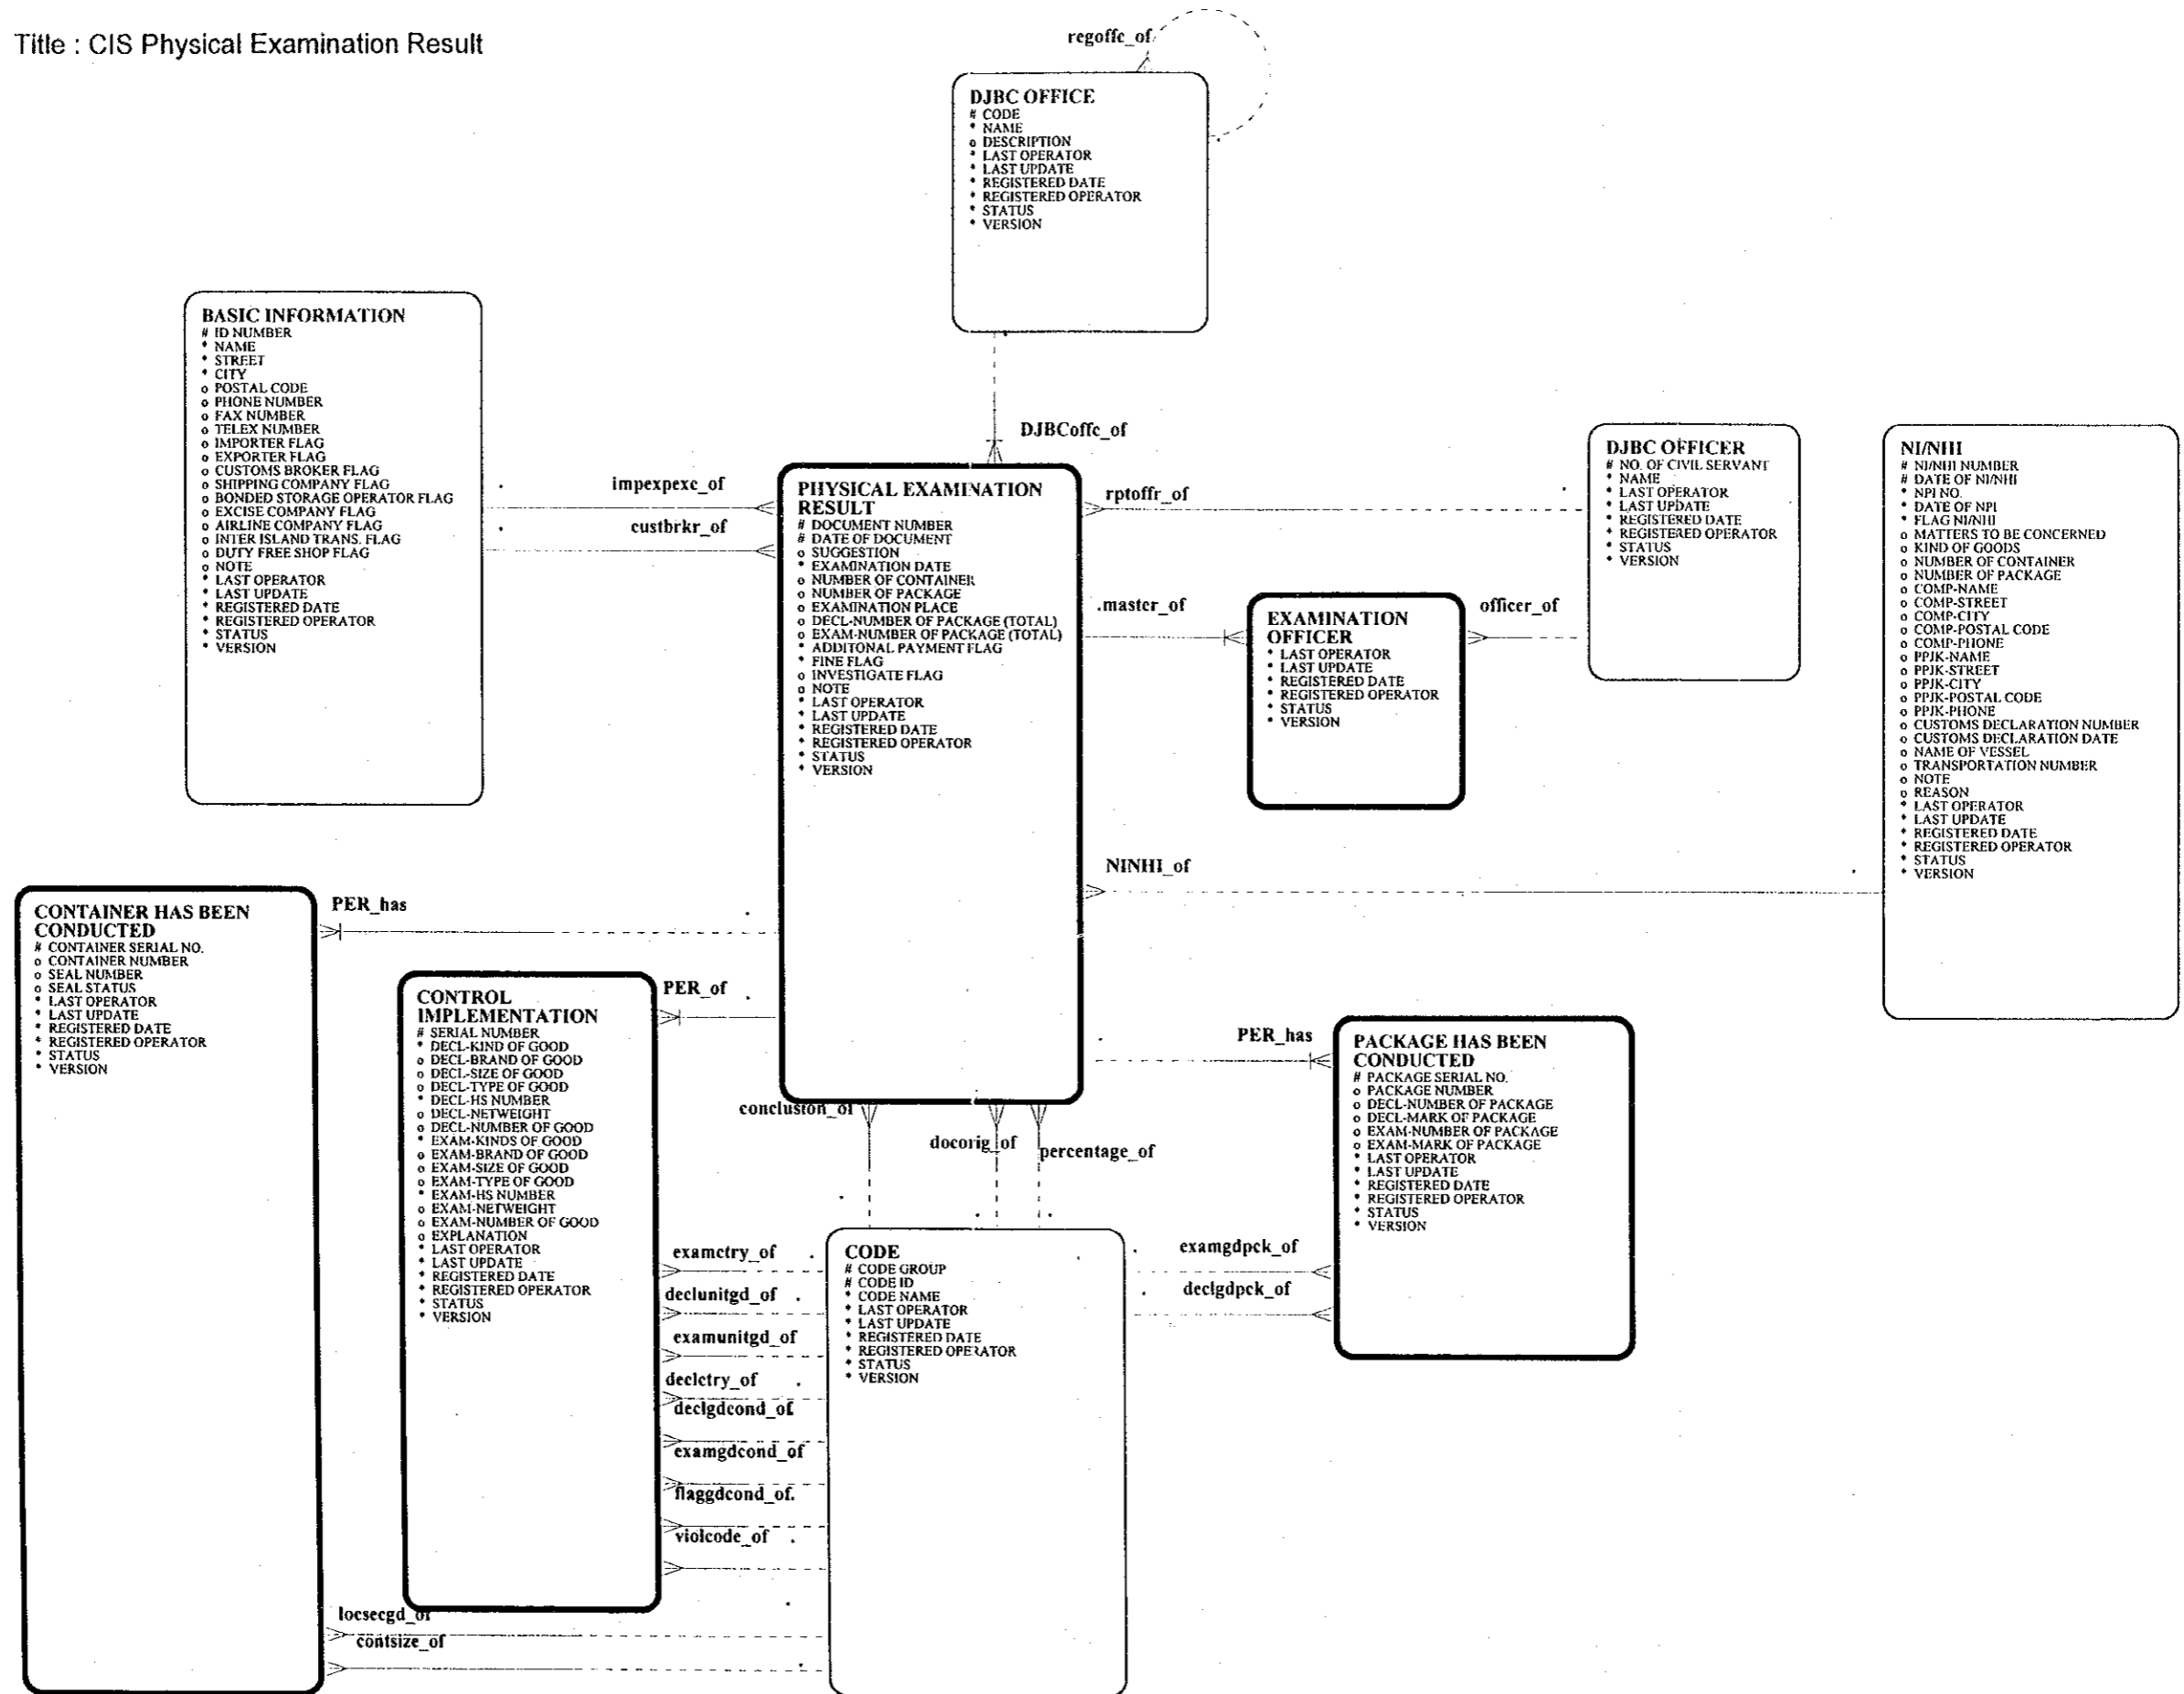 Title : CIS Physical Examination Result
regoffc_of
DJBC OFFICE
# CODE
* NAME
o DESCRIPTION
* LAST OPERATOR
* LAST UPDATE
* REGISTERED DATE
* REGISTERED OPERATOR
* STATUS
* VERSION
BASIC INFORMATION
# ID NUMBER
* NAME
* STREET
* CITY
o POSTAL CODE
o PHONE NUMBER
o FAX NUMBER
o TELEX NUMBER
o IMPORTER FLAG
o EXPORTER FLAG
o CUSTOMS BROKER FLAG
o SHIPPING COMPANY FLAG
o BONDED STORAGE OPERATOR FLAG
o EXCISE COMPANY FLAG
o AIRLINE COMPANY FLAG
o INTER ISLAND TRANS. FLAG
o DUTY FREE SHOP FLAG
o NOTE
* LAST OPERATOR
* LAST UPDATE
* REGISTERED DATE
* REGISTERED OPERATOR
* STATUS
* VERSION
impexpexc_of
custbrkr_of
DJBCoffc_of
PHYSICAL EXAMINATION
RESULT
# DOCUMENT NUMBER
# DATE OF DOCUMENT
o SUGGESTION
* EXAMINATION DATE
o NUMBER OF CONTAINER
o NUMBER OF PACKAGE
o EXAMINATION PLACE
o DECL-NUMBER OF PACKAGE (TOTAL)
o EXAM-NUMBER OF PACKAGE (TOTAL)
* ADDITONAL PAYMENT FLAG
* FINE FLAG
o INVESTIGATE FLAG
o NOTE
* LAST OPERATOR
* LAST UPDATE
* REGISTERED DATE
* REGISTERED OPERATOR
* STATUS
* VERSION
rptoffr_of
.master_of
EXAMINATION
OFFICER
* LAST OPERATOR
* LAST UPDATE
* REGISTERED DATE
* REGISTERED OPERATOR
* STATUS
* VERSION
officer_of
DJBC OFFICER
# NO. OF CIVIL SERVANT
* NAME
* LAST OPERATOR
* LAST UPDATE
* REGISTERED DATE
* REGISTERED OPERATOR
* STATUS
* VERSION
NI/NHI
# NI/NHI NUMBER
# DATE OF NI/NHI
* NPI NO.
* DATE OF NPI
* FLAG NI/NHI
o MATTERS TO BE CONCERNED
o KIND OF GOODS
o NUMBER OF CONTAINER
o NUMBER OF PACKAGE
o COMP-NAME
o COMP-STREET
o COMP-CITY
o COMP-POSTAL CODE
o COMP-PHONE
o PPJK-NAME
o PPJK-STREET
o PPJK-CITY
o PPJK-POSTAL CODE
o PPJK-PHONE
o CUSTOMS DECLARATION NUMBER
o CUSTOMS DECLARATION DATE
o NAME OF VESSEL
o TRANSPORTATION NUMBER
o NOTE
o REASON
* LAST OPERATOR
* LAST UPDATE
* REGISTERED DATE
* REGISTERED OPERATOR
* STATUS
* VERSION
NINHI_of
CONTAINER HAS BEEN
CONDUCTED
# CONTAINER SERIAL NO.
o CONTAINER NUMBER
o SEAL NUMBER
o SEAL STATUS
* LAST OPERATOR
* LAST UPDATE
* REGISTERED DATE
* REGISTERED OPERATOR
* STATUS
* VERSION
PER_has
CONTROL
IMPLEMENTATION
# SERIAL NUMBER
* DECL-KIND OF GOOD
o DECL-BRAND OF GOOD
o DECL-SIZE OF GOOD
o DECL-TYPE OF GOOD
* DECL-HS NUMBER
o DECL-NETWEIGHT
o DECL-NUMBER OF GOOD
* EXAM-KINDS OF GOOD
o EXAM-BRAND OF GOOD
o EXAM-SIZE OF GOOD
o EXAM-TYPE OF GOOD
* EXAM-HS NUMBER
o EXAM-NETWEIGHT
o EXAM-NUMBER OF GOOD
o EXPLANATION
* LAST OPERATOR
* LAST UPDATE
* REGISTERED DATE
* REGISTERED OPERATOR
* STATUS
* VERSION
PER_of
PER_has
PACKAGE HAS BEEN
CONDUCTED
# PACKAGE SERIAL NO.
o PACKAGE NUMBER
o DECL-NUMBER OF PACKAGE
o DECL-MARK OF PACKAGE
o EXAM-NUMBER OF PACKAGE
o EXAM-MARK OF PACKAGE
* LAST OPERATOR
* LAST UPDATE
* REGISTERED DATE
* REGISTERED OPERATOR
* STATUS
* VERSION
conclusion_of
docorig_of
percentage_of
CODE
# CODE GROUP
# CODE ID
* CODE NAME
* LAST OPERATOR
* LAST UPDATE
* REGISTERED DATE
* REGISTERED OPERATOR
* STATUS
* VERSION
examctry_of
declunitgd_of
examunitgd_of
declctry_of
declgdcond_of
examgdcond_of
flaggdcond_of
violcode_of
examgdpck_of
declgdpck_of
locsecgd_of
contsize_of